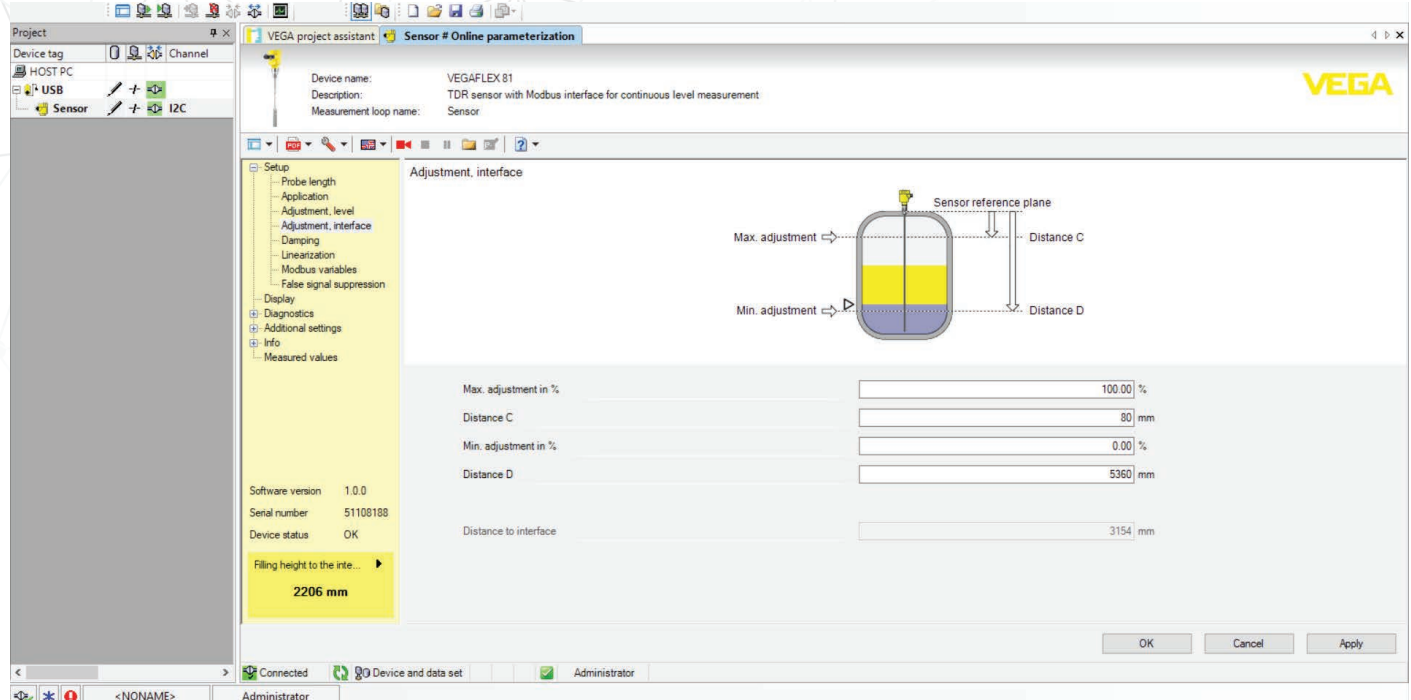 Project
VEGA project assistant
Sensor # Online parameterization
Device tag
Channel
HOST PC
USB
Sensor
I2C
Device name: VEGAFLEX 81
Description: TDR sensor with Modbus interface for continuous level measurement
Measurement loop name: Sensor
VEGA
PDF
Setup
Probe length
Application
Adjustment, level
Adjustment, interface
Damping
Linearization
Modbus variables
False signal suppression
Display
Diagnostics
Additional settings
Info
Measured values
Software version 1.0.0
Serial number 51108188
Device status OK
Filling height to the inte...
2206 mm
Adjustment, interface
Sensor reference plane
Max. adjustment
Distance C
Min. adjustment
Distance D
Max. adjustment in % 100.00 %
Distance C 80 mm
Min. adjustment in % 0.00 %
Distance D 5360 mm
Distance to interface 3154 mm
OK Cancel Apply
Connected
Device and data set
Administrator
<NONAME> Administrator